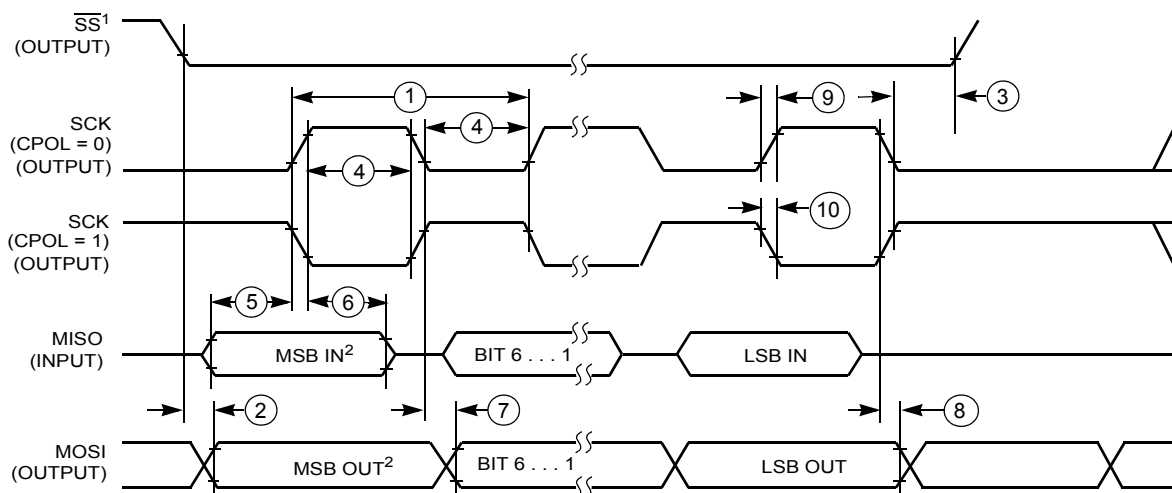 SS¹
(OUTPUT)
1
9
3
SCK
(CPOL = 0)
(OUTPUT)
4
4
SCK
(CPOL = 1)
(OUTPUT)
10
5
6
MISO
(INPUT)
MSB IN²
BIT 6 . . . 1
LSB IN
2
7
8
MOSI
(OUTPUT)
MSB OUT²
BIT 6 . . . 1
LSB OUT